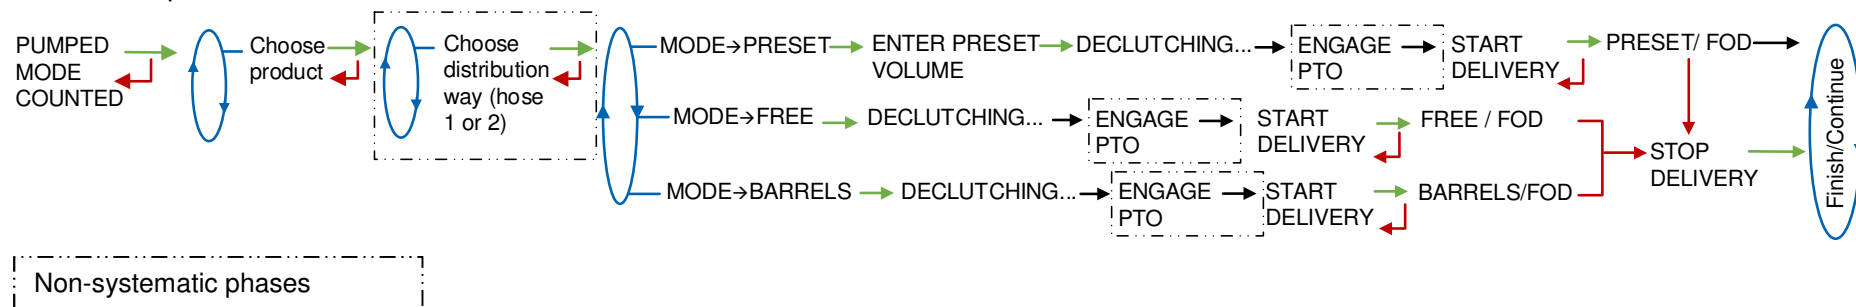 PUMPED
MODE
COUNTED
Choose
product
Choose
distribution
way (hose
1 or 2)
MODE→PRESET
ENTER PRESET
VOLUME
DECLUTCHING...
ENGAGE
PTO
START
DELIVERY
PRESET/ FOD
MODE→FREE
DECLUTCHING...
ENGAGE
PTO
START
DELIVERY
FREE / FOD
MODE→BARRELS
DECLUTCHING...
ENGAGE
PTO
START
DELIVERY
BARRELS/FOD
STOP
DELIVERY
Finish/Continue
Non-systematic phases